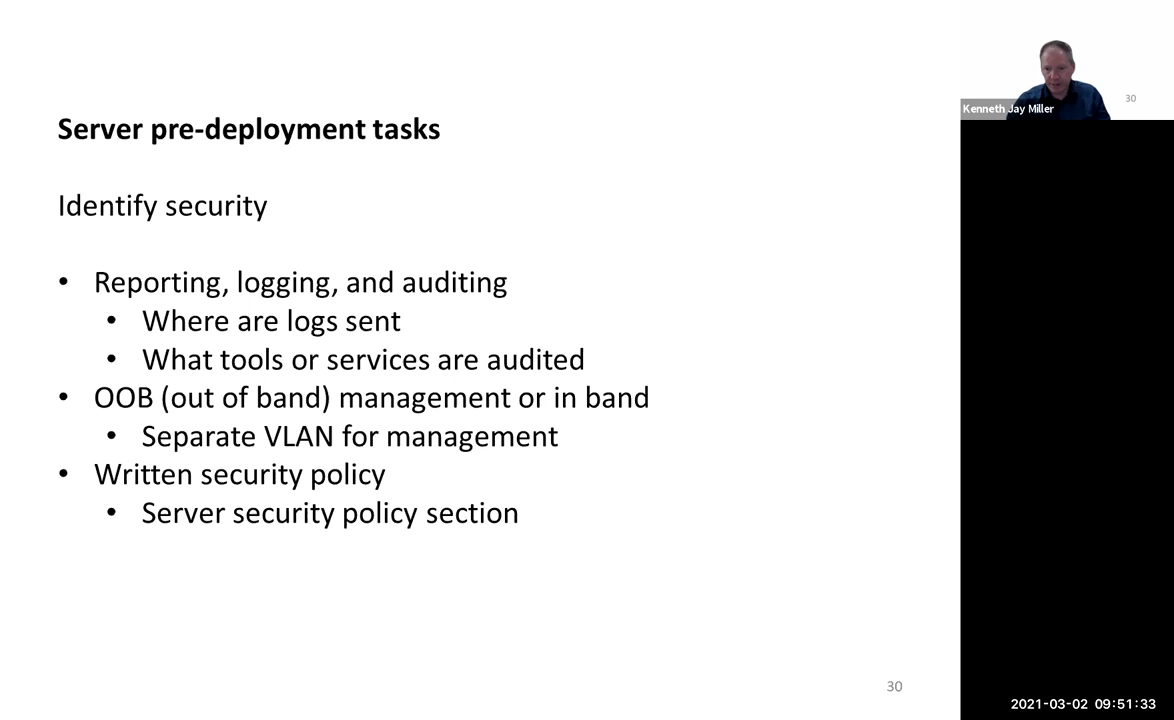 Server pre-deployment tasks
Identify security
• Reporting, logging, and auditing
• Where are logs sent
• What tools or services are audited
• OOB (out of band) management or in band
• Separate VLAN for management
• Written security policy
• Server security policy section
30
Kenneth Jay Miller
30
2021-03-02 09:51:33